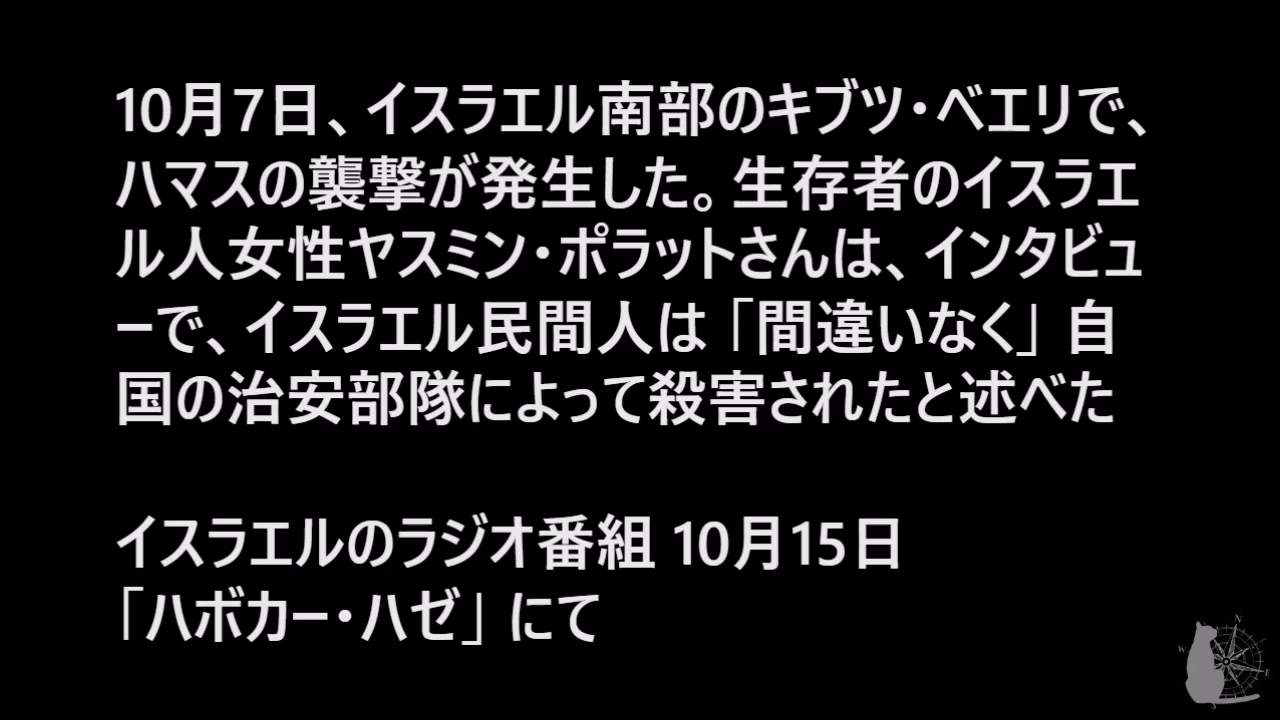 10月7日、イスラエル南部のキブツ・ベエリで、
ハマスの襲撃が発生した。生存者のイスラエ
ル人女性ヤスミン・ポラットさんは、インタビュ
ーで、イスラエル民間人は「間違いなく」自
国の治安部隊によって殺害されたと述べた
イスラエルのラジオ番組 10月15日
「ハボカー・ハゼ」にて
N
W
E
S